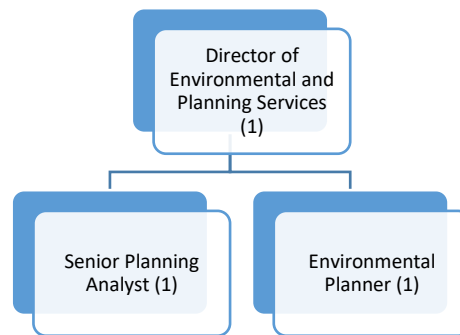 Director of
Environmental and
Planning Services
(1)
Senior Planning
Analyst (1)
Environmental
Planner (1)